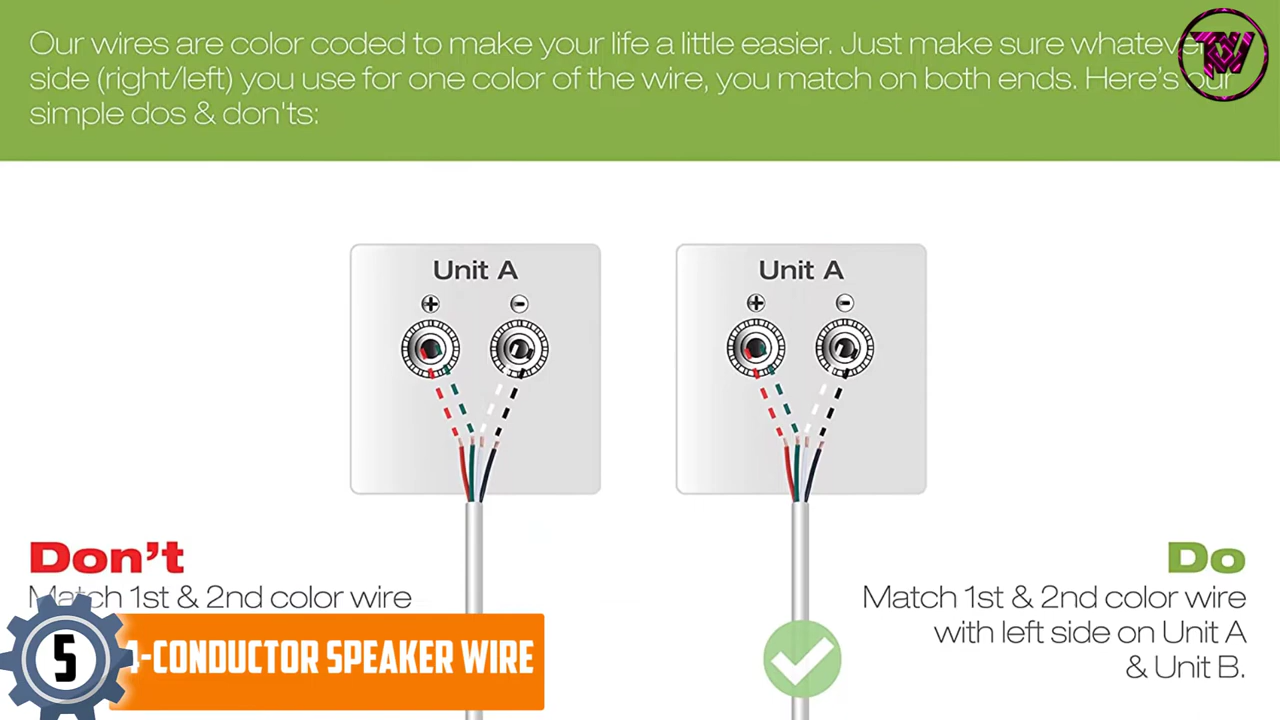 Our wires are color coded to make your life a little easier. Just make sure whatever
side (right/left) you use for one color of the wire, you match on both ends. Here's our
simple dos & don'ts:
Unit A
+ -
Unit A
+ -
Don't
Match 1st & 2nd color wire
Do
Match 1st & 2nd color wire
with left side on Unit A
& Unit B.
5
4-CONDUCTOR SPEAKER WIRE
TW